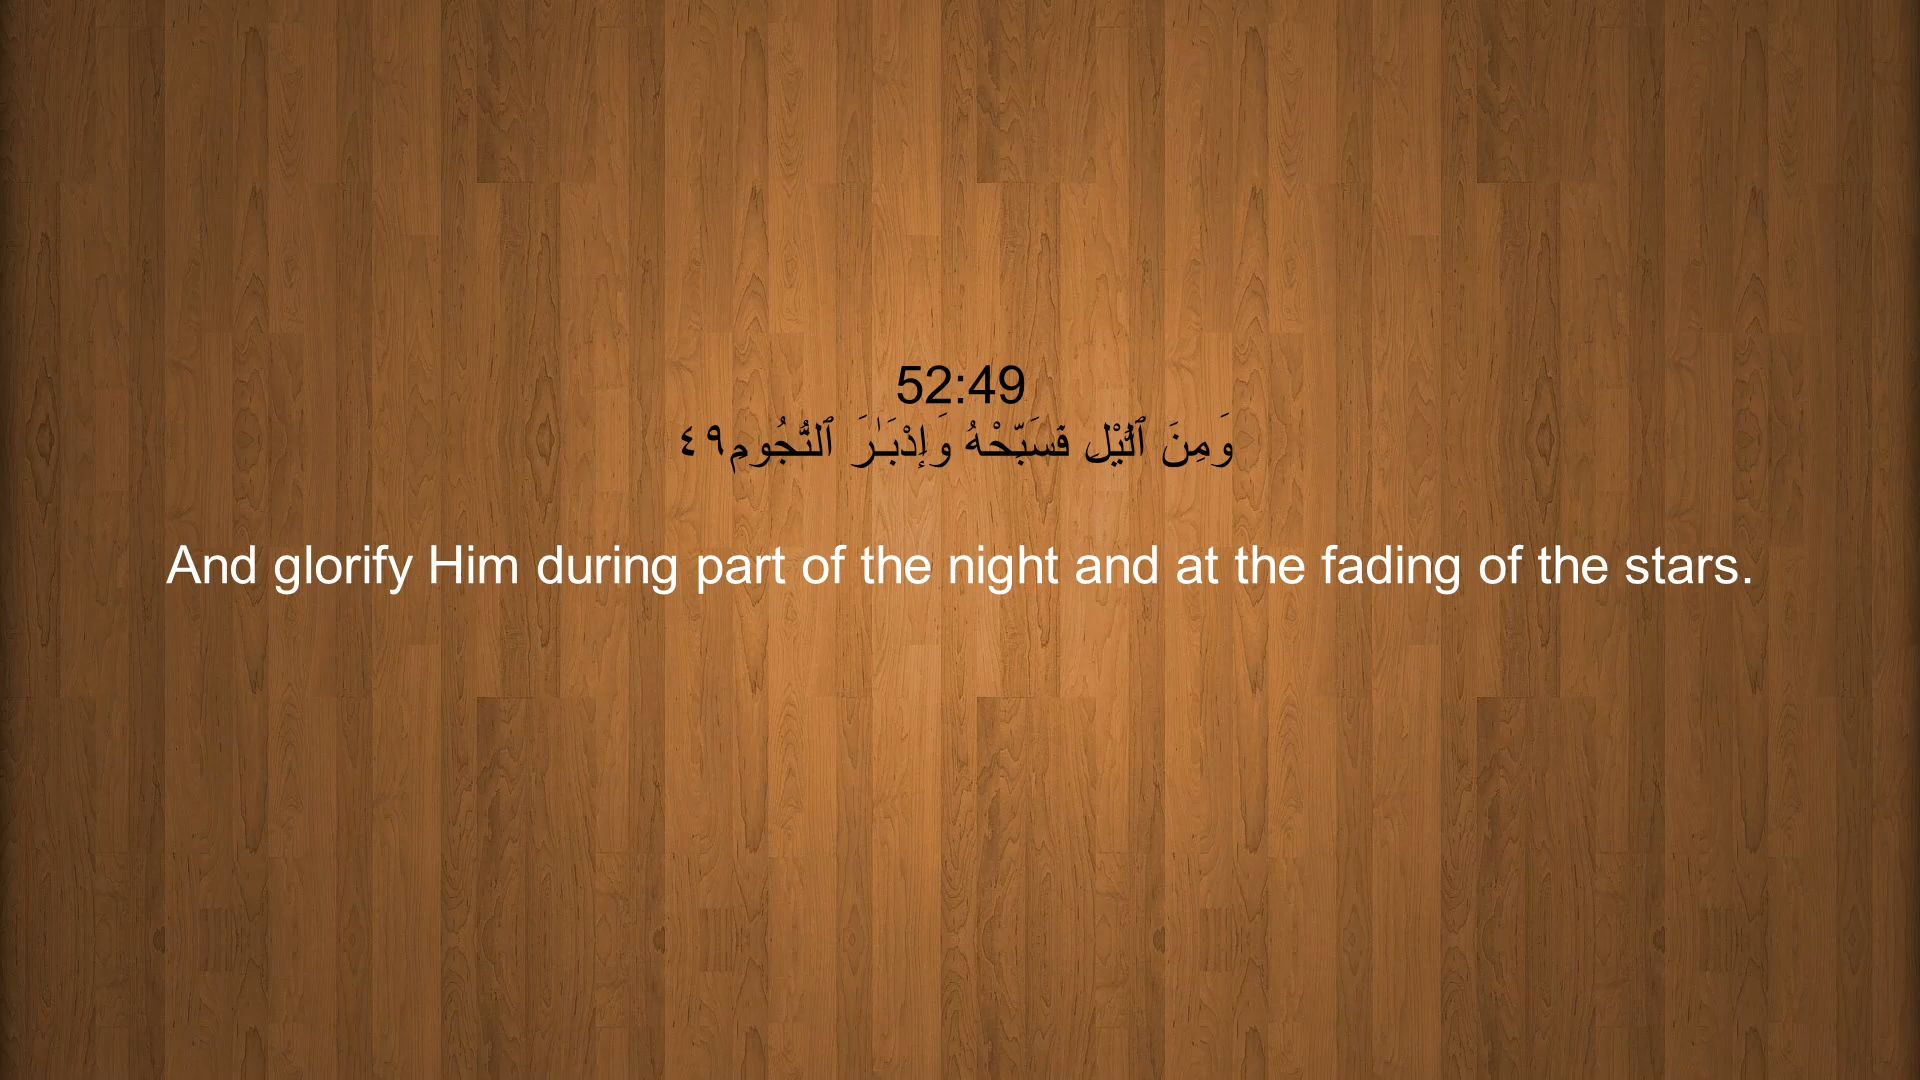 52:49
وَمِنَ ٱلَّيْلِ فَسَبِّحْهُ وَإِدْبَـٰرَ ٱلنُّجُومِ٤٩
And glorify Him during part of the night and at the fading of the stars.